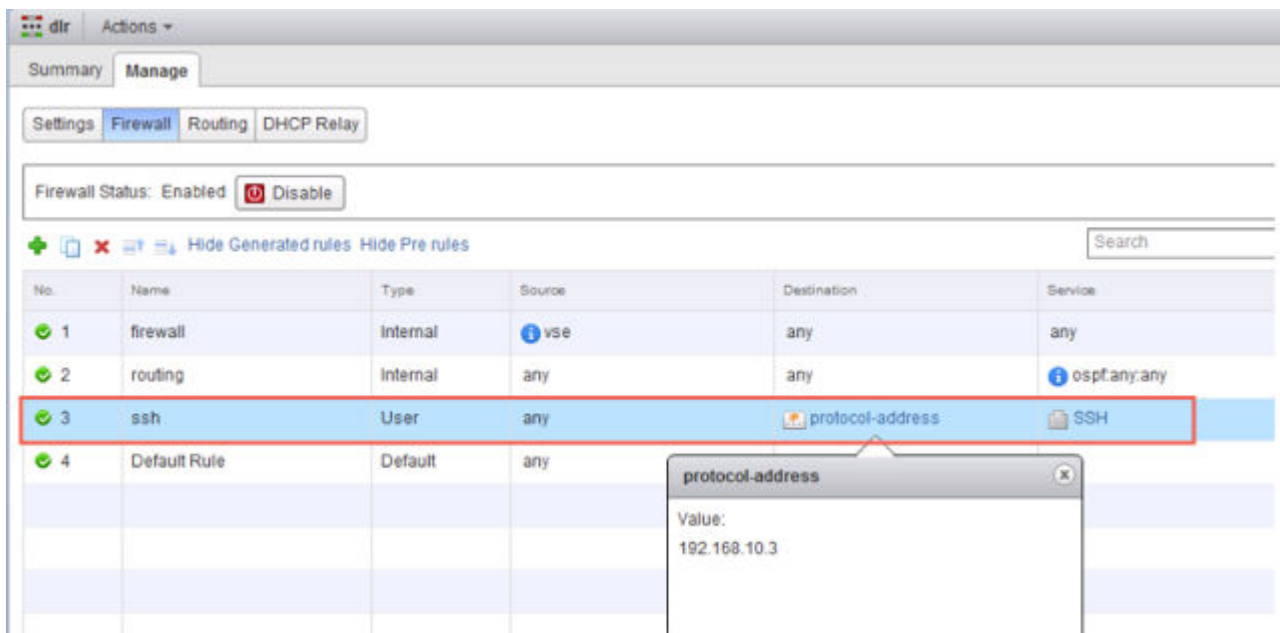 dlr Actions
Summary Manage
Settings Firewall Routing DHCP Relay
Firewall Status: Enabled Disable
Hide Generated rules Hide Pre rules Search
No. Name Type Source Destination Service
1 firewall Internal vse any any
2 routing Internal any any ospf:any:any
3 ssh User any protocol-address SSH
4 Default Rule Default any
protocol-address
Value:
192.168.10.3